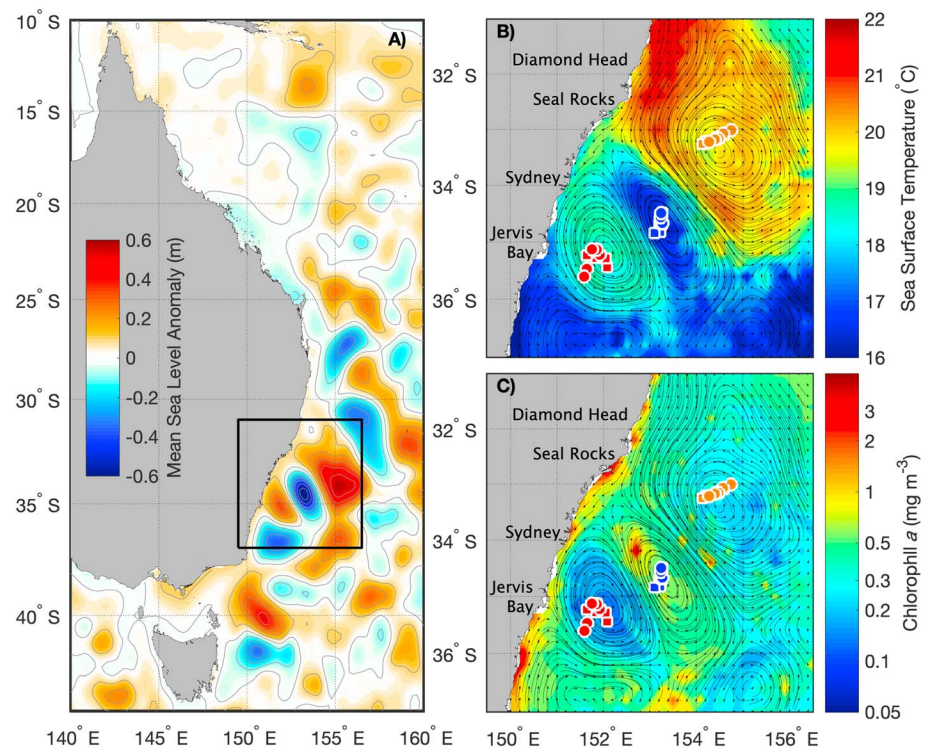 10° S
15° S
20° S
25° S
30° S
35° S
40° S
140° E
145° E
150° E
155° E
160° E
A)
0.6
0.4
0.2
0
-0.2
-0.4
-0.6
Mean Sea Level Anomaly (m)
B)
Diamond Head
Seal Rocks
Sydney
Jervis
Bay
32° S
34° S
36° S
150° E
152° E
154° E
156° E
22
21
20
19
18
17
16
Sea Surface Temperature (°C)
C)
Diamond Head
Seal Rocks
Sydney
Jervis
Bay
32° S
34° S
36° S
150° E
152° E
154° E
156° E
3
2
1
0.5
0.3
0.2
0.1
0.05
Chlorophyll a (mg m⁻³)